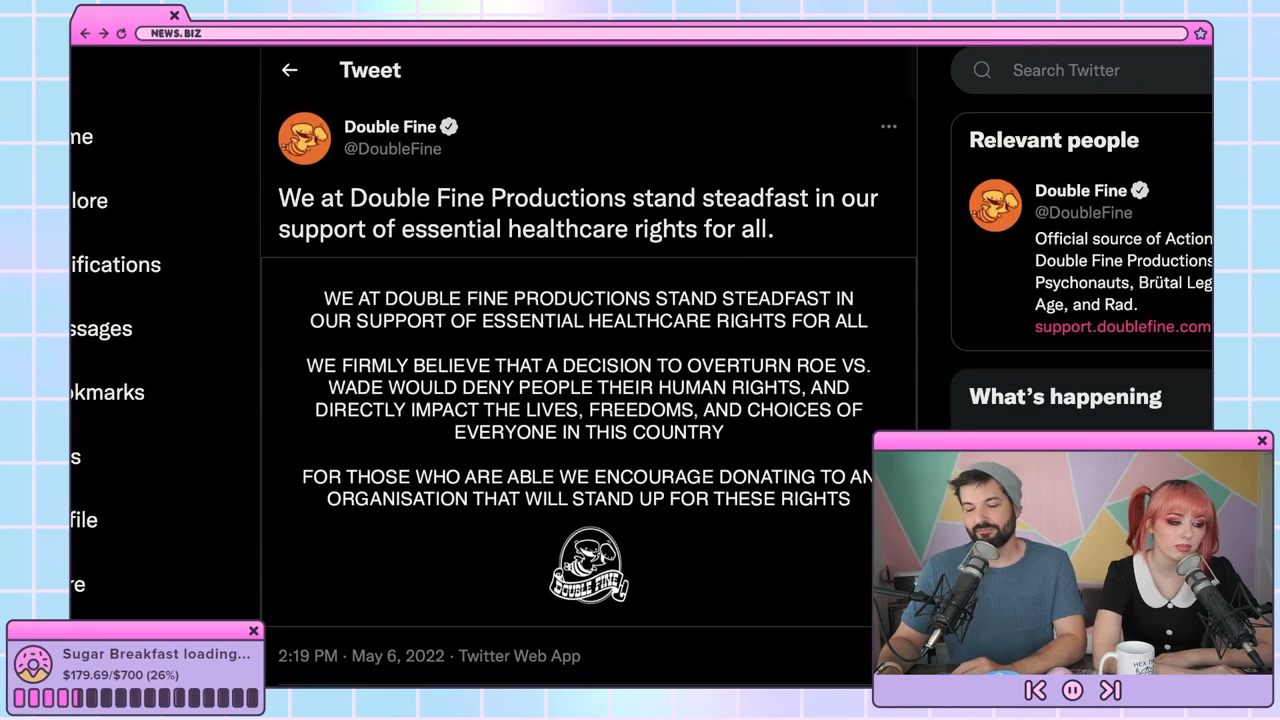 NEWS.BIZ
Tweet
Search Twitter
me
lore
ifications
ssages
okmarks
s
file
re
Double Fine
@DoubleFine
We at Double Fine Productions stand steadfast in our
support of essential healthcare rights for all.
WE AT DOUBLE FINE PRODUCTIONS STAND STEADFAST IN
OUR SUPPORT OF ESSENTIAL HEALTHCARE RIGHTS FOR ALL
WE FIRMLY BELIEVE THAT A DECISION TO OVERTURN ROE VS.
WADE WOULD DENY PEOPLE THEIR HUMAN RIGHTS, AND
DIRECTLY IMPACT THE LIVES, FREEDOMS, AND CHOICES OF
EVERYONE IN THIS COUNTRY
FOR THOSE WHO ARE ABLE WE ENCOURAGE DONATING TO AN
ORGANISATION THAT WILL STAND UP FOR THESE RIGHTS
DOUBLE FINE
2:19 PM · May 6, 2022 · Twitter Web App
Relevant people
Double Fine
@DoubleFine
Official source of Action
Double Fine Productions
Psychonauts, Brütal Leg
Age, and Rad.
support.doublefine.com
What's happening
Sugar Breakfast loading...
$179.69/$700 (26%)